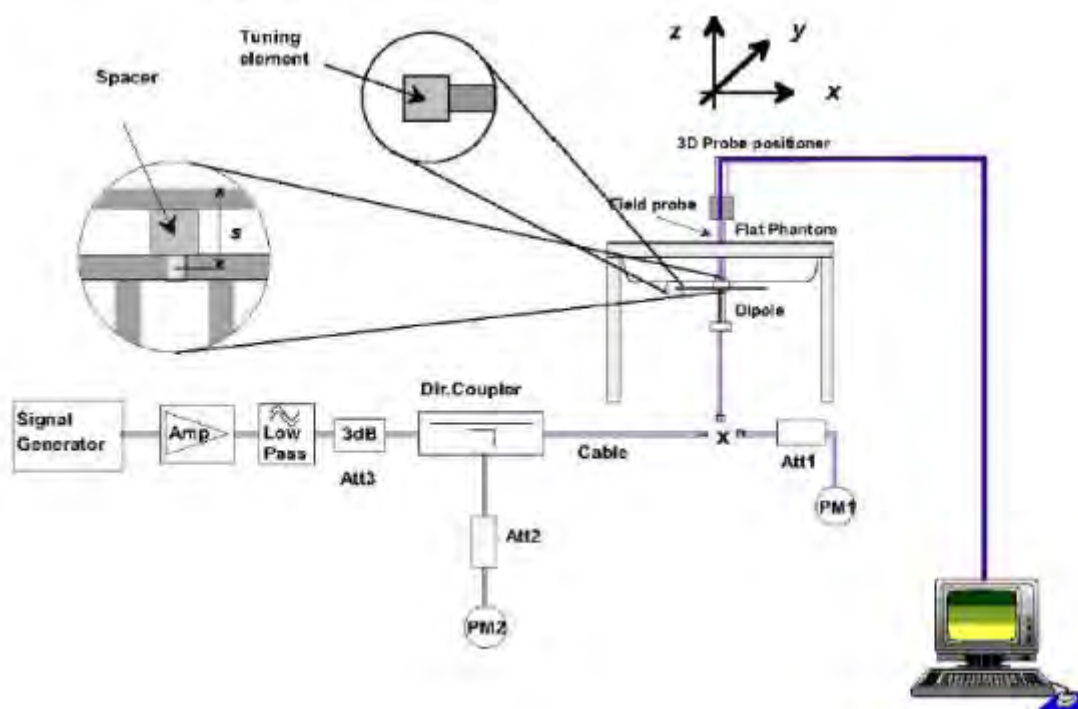 Tuning
element
Spacer
z
y
x
3D Probe positioner
Field probe
Flat Phantom
s
Dipole
Dir.Coupler
Signal
Generator
Amp
Low
Pass
3dB
Att3
Cable
x
Att1
PM1
Att2
PM2